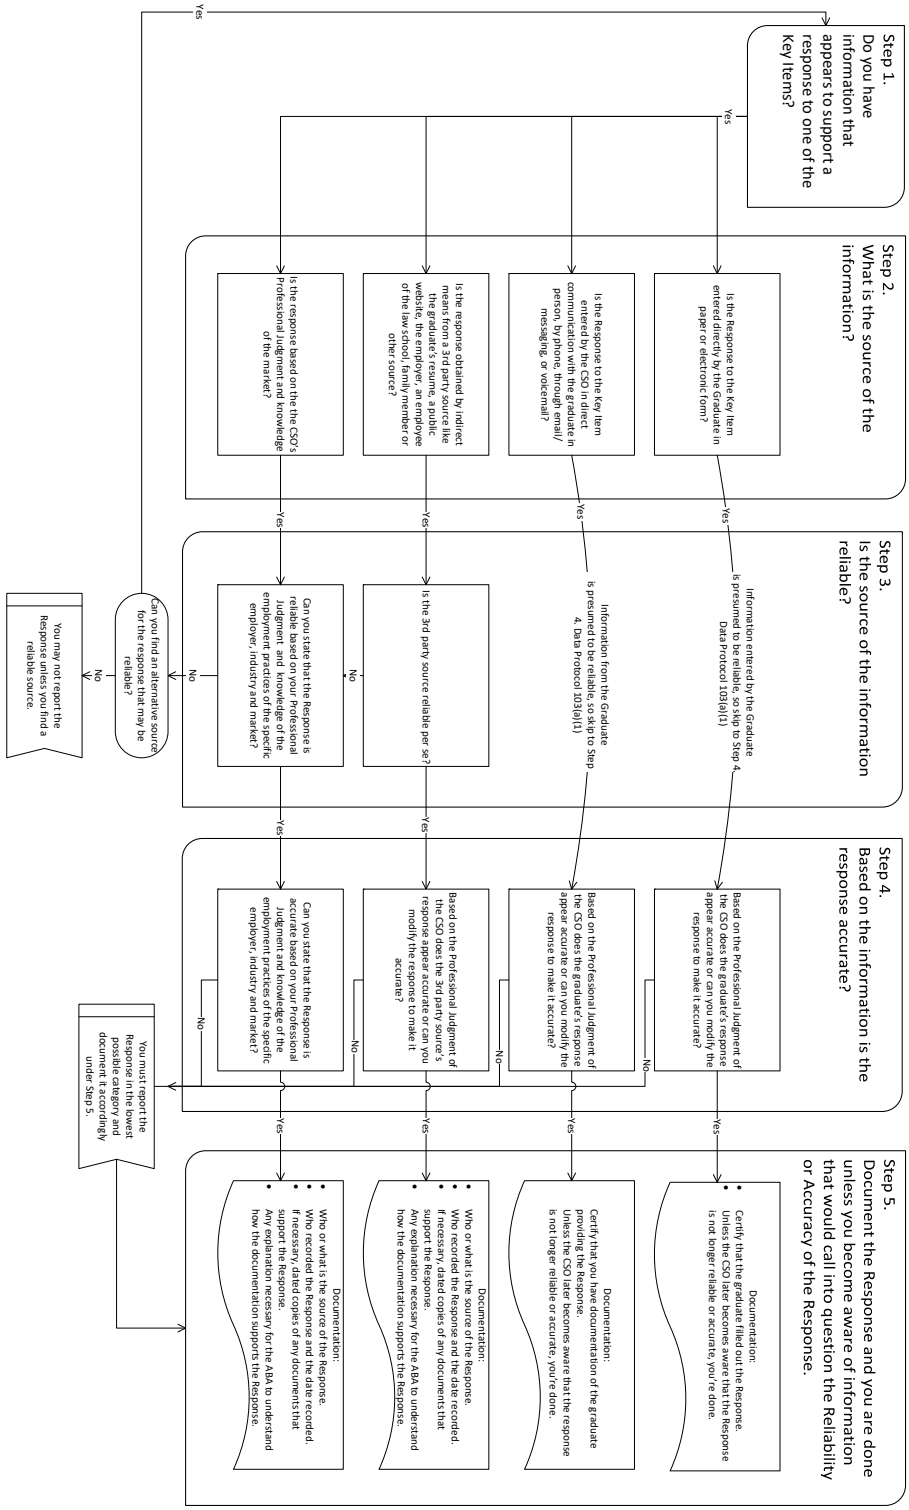 Step 1.
Do you have
information that
appears to support a
response to one of the
Key Items?
Yes
Yes
Step 2.
What is the source of the
information?
Is the Response to the Key Item
entered directly by the Graduate in
paper or electronic form?
Is the Response to the Key Item
entered by the CSO in direct
communication with the graduate in
person, by phone, through email/
messaging, or voicemail?
Is the response obtained by indirect
means from a 3rd party source like
the graduate's resume, a public
website, the employer, an employee
of the law school, family member or
other source?
Is the response based on the the CSO's
Professional Judgment and knowledge
of the market?
Yes
Yes
Yes
Yes
Step 3.
Is the source of the information
reliable?
Information entered by the Graduate
is presumed to be reliable, so skip to Step 4.
Data Protocol 103(a)(1)
Information from the Graduate
is presumed to be reliable, so skip to Step
4. Data Protocol 103(a)(1)
Is the 3rd party source reliable per se?
No
Can you state that the Response is
reliable based on your Professional
Judgment and knowledge of the
employment practices of the specific
employer, industry and market?
No
Can you find an alternative source
for the response that may be
reliable?
No
You may not report the
Response unless you find a
reliable source.
Yes
Yes
Step 4.
Based on the information is the
response accurate?
Based on the Professional Judgment of
the CSO does the graduate's response
appear accurate or can you modify the
response to make it accurate?
Based on the Professional Judgment of
the CSO does the graduate's response
appear accurate or can you modify the
response to make it accurate?
Based on the Professional Judgment of
the CSO does the 3rd party source's
response appear accurate or can you
modify the response to make it
accurate?
Can you state that the Response is
accurate based on your Professional
Judgment and knowledge of the
employment practices of the specific
employer, industry and market?
No
No
No
No
You must report the
Response in the lowest
possible category and
document it accordingly
under Step 5.
Yes
Yes
Yes
Yes
Step 5.
Document the Response and you are done
unless you become aware of information
that would call into question the Reliability
or Accuracy of the Response.
Documentation:
• Certify that the graduate filled out the Response.
• Unless the CSO later becomes aware that the Response
is not longer reliable or accurate, you're done.
Documentation:
Certify that you have documentation of the graduate
providing the Response.
Unless the CSO later becomes aware that the response
is not longer reliable or accurate, you're done.
Documentation:
• Who or what is the source of the Response.
• Who recorded the Response and the date recorded.
• If necessary, dated copies of any documents that
support the Response.
• Any explanation necessary for the ABA to understand
how the documentation supports the Response.
Documentation:
• Who or what is the source of the Response.
• Who recorded the Response and the date recorded.
• If necessary, dated copies of any documents that
support the Response.
• Any explanation necessary for the ABA to understand
how the documentation supports the Response.